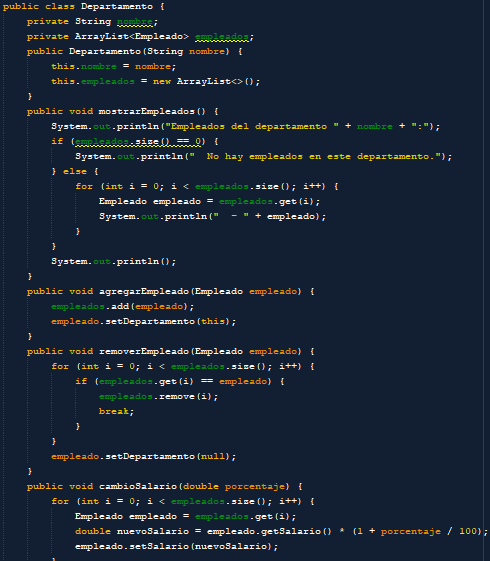 public class Departamento {
private String nombre;
private ArrayList<Empleado> empleados;
public Departamento(String nombre) {
this.nombre = nombre;
this.empleados = new ArrayList<>();
}
public void mostrarEmpleados() {
System.out.println("Empleados del departamento " + nombre + ":");
if (empleados.size() == 0) {
System.out.println("  No hay empleados en este departamento.");
} else {
for (int i = 0; i < empleados.size(); i++) {
Empleado empleado = empleados.get(i);
System.out.println("  - " + empleado);
}
}
System.out.println();
}
public void agregarEmpleado(Empleado empleado) {
empleados.add(empleado);
empleado.setDepartamento(this);
}
public void removerEmpleado(Empleado empleado) {
for (int i = 0; i < empleados.size(); i++) {
if (empleados.get(i) == empleado) {
empleados.remove(i);
break;
}
}
empleado.setDepartamento(null);
}
public void cambioSalario(double porcentaje) {
for (int i = 0; i < empleados.size(); i++) {
Empleado empleado = empleados.get(i);
double nuevoSalario = empleado.getSalario() * (1 + porcentaje / 100);
empleado.setSalario(nuevoSalario);
}